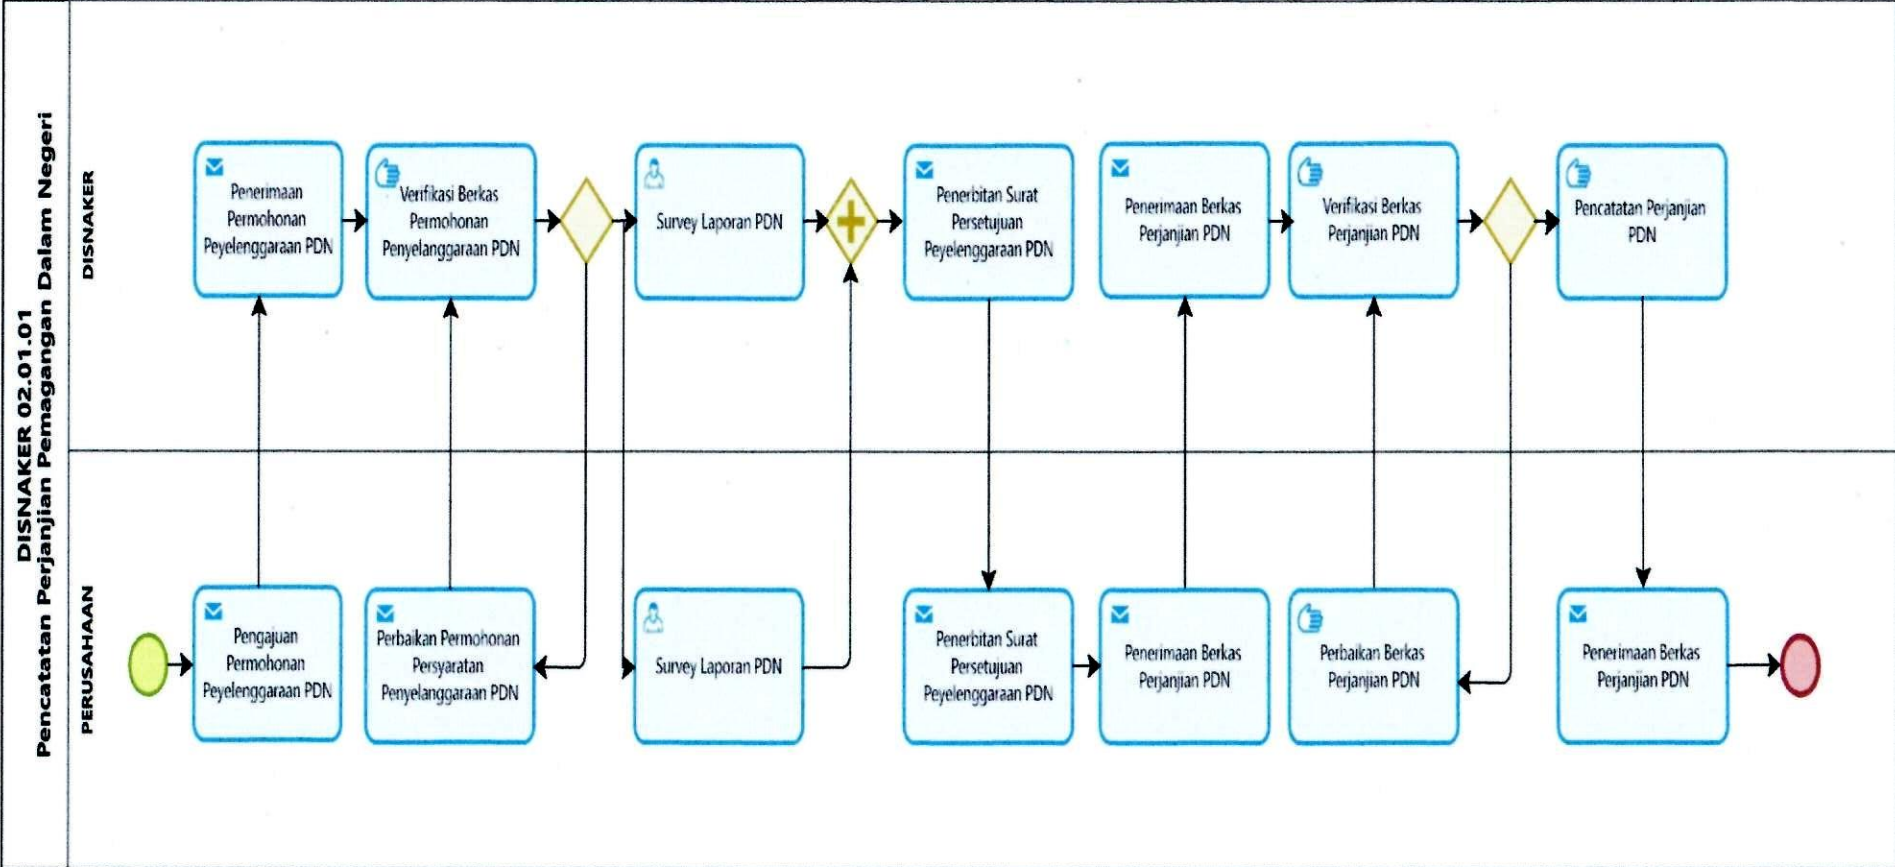 DISNAKER 02.01.01
Pencatatan Perjanjian Pemagangan Dalam Negeri
DISNAKER
Penerimaan
Permohonan
Peyelenggaraan PDN
Verifikasi Berkas
Permohonan
Penyelanggaraan PDN
Survey Laporan PDN
Penerbitan Surat
Persetujuan
Peyelenggaraan PDN
Penerimaan Berkas
Perjanjian PDN
Verifikasi Berkas
Perjanjian PDN
Pencatatan Perjanjian
PDN
PERUSAHAAN
Pengajuan
Permohonan
Peyelenggaraan PDN
Perbaikan Permohonan
Persyaratan
Penyelanggaraan PDN
Survey Laporan PDN
Penerbitan Surat
Persetujuan
Peyelenggaraan PDN
Penerimaan Berkas
Perjanjian PDN
Perbaikan Berkas
Perjanjian PDN
Penerimaan Berkas
Perjanjian PDN